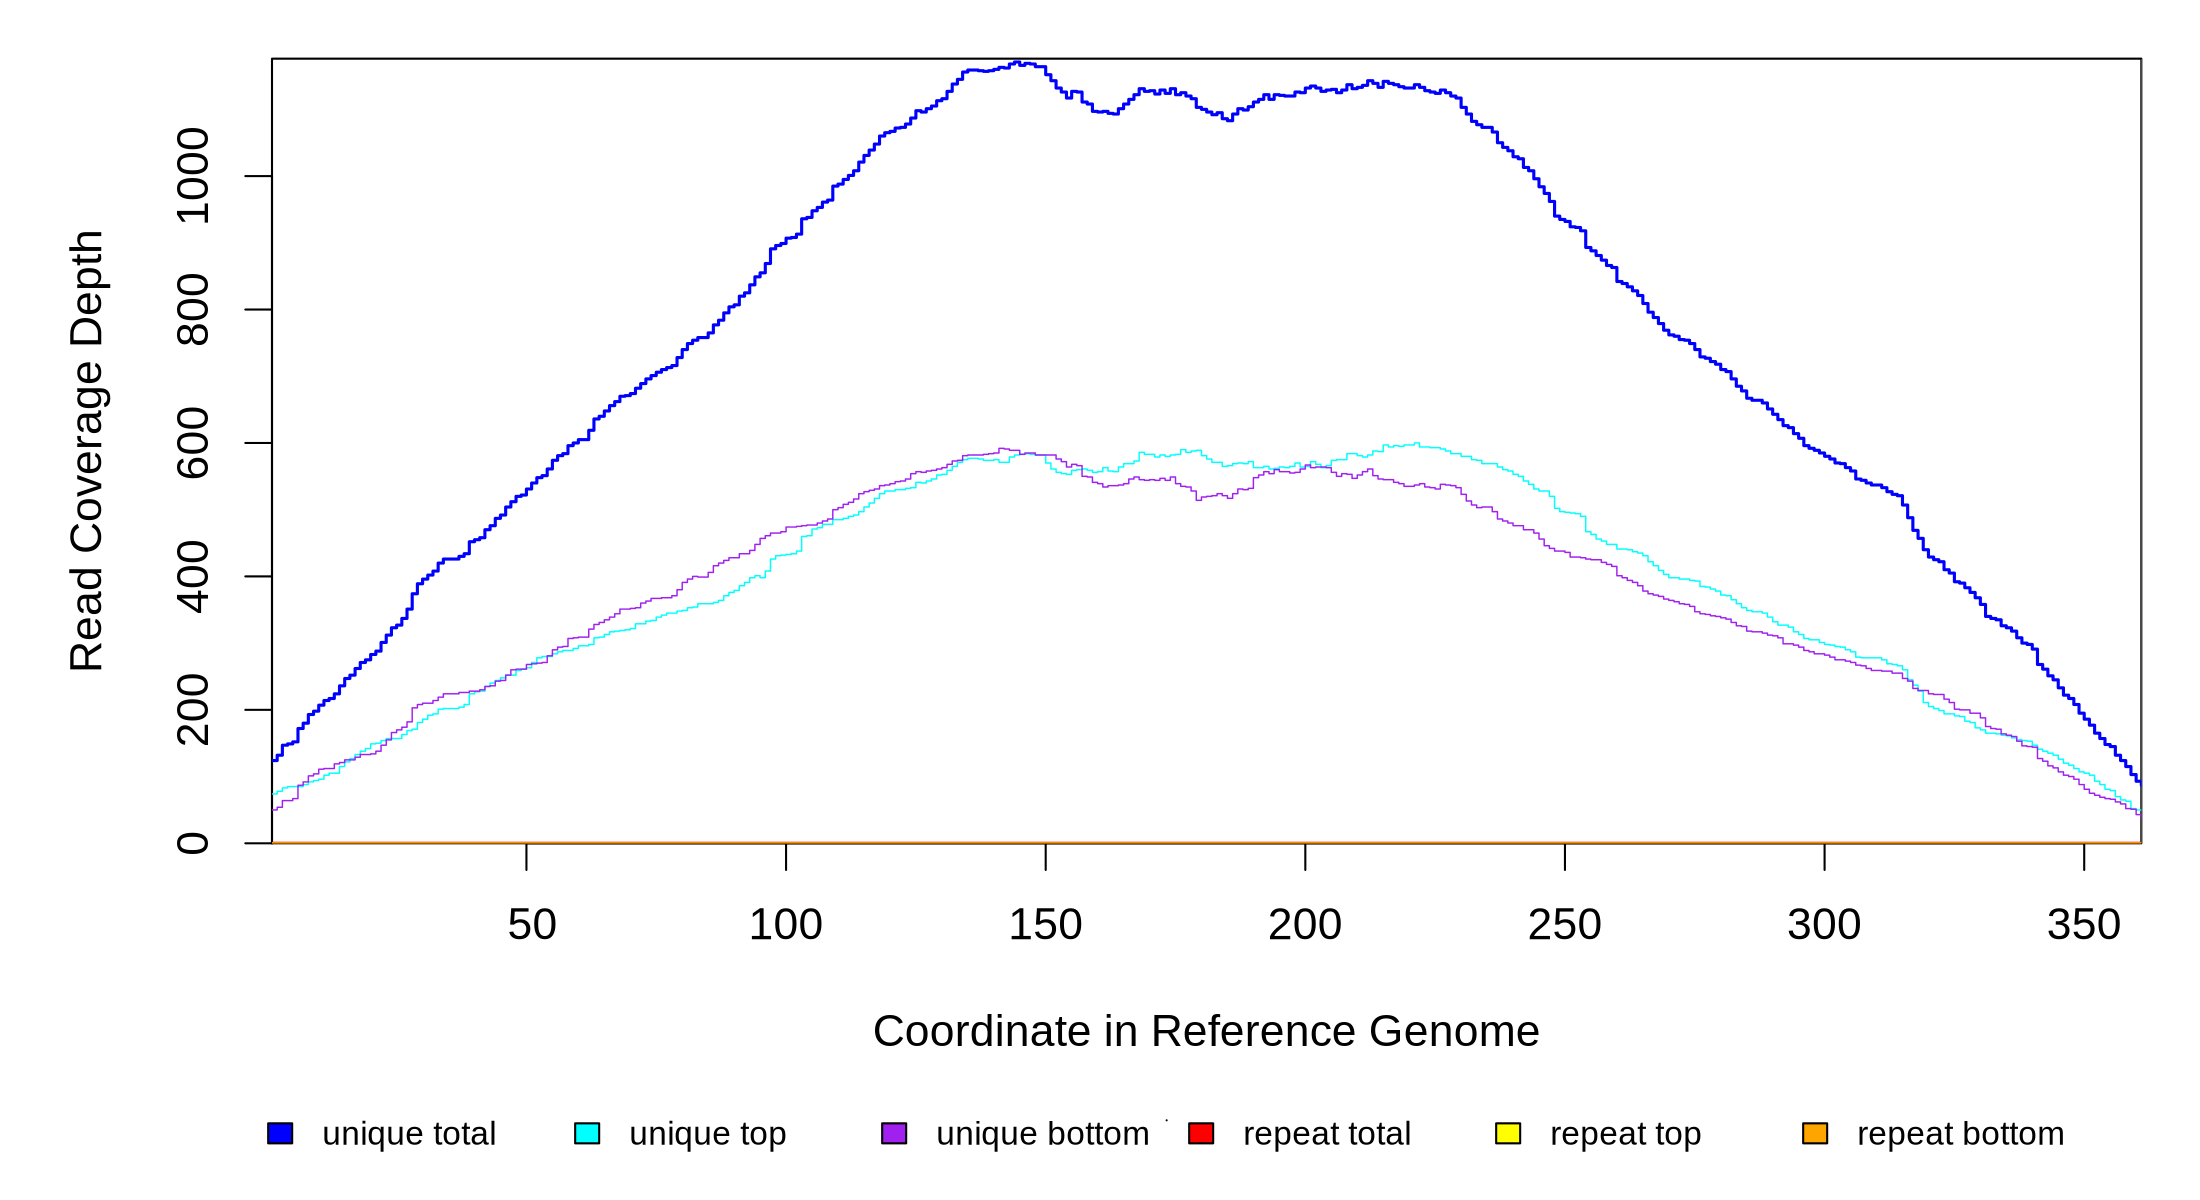 Read Coverage Depth
1000
800
600
400
200
0
50 100 150 200 250 300 350
Coordinate in Reference Genome
unique total unique top unique bottom repeat total repeat top repeat bottom